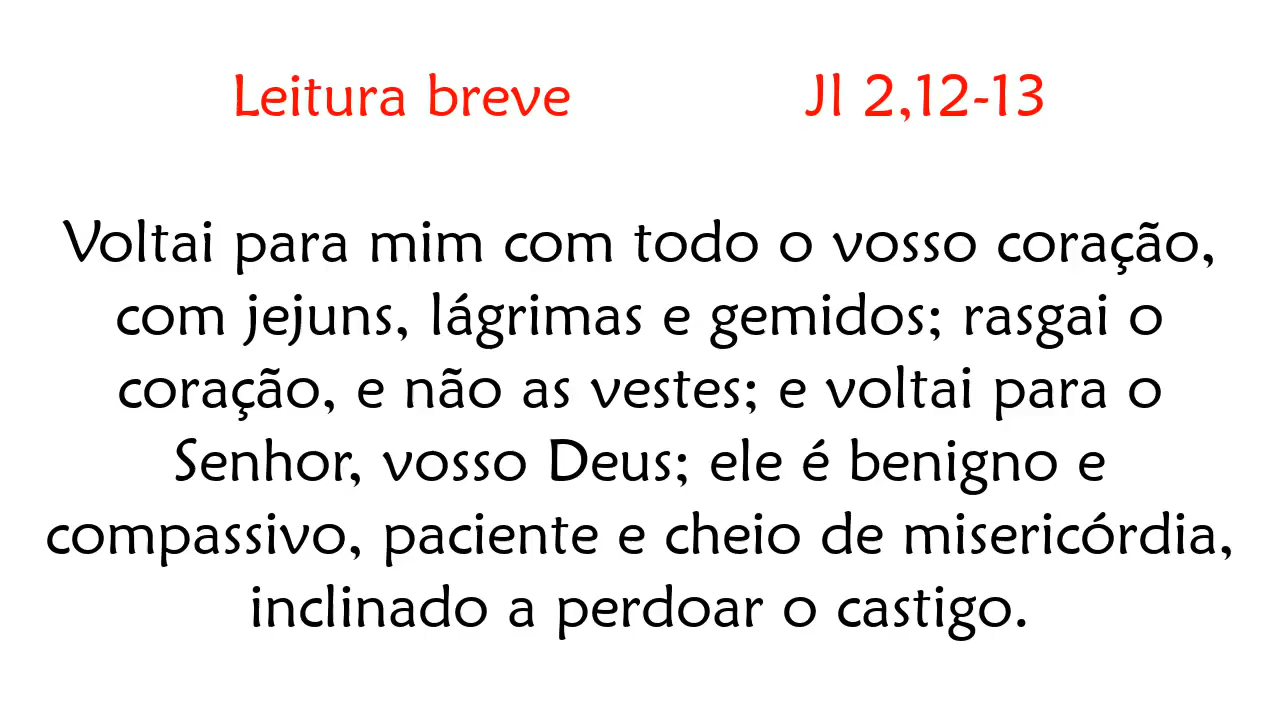 Leitura breve Jl 2,12-13
Voltai para mim com todo o vosso coração,
com jejuns, lágrimas e gemidos; rasgai o
coração, e não as vestes; e voltai para o
Senhor, vosso Deus; ele é benigno e
compassivo, paciente e cheio de misericórdia,
inclinado a perdoar o castigo.